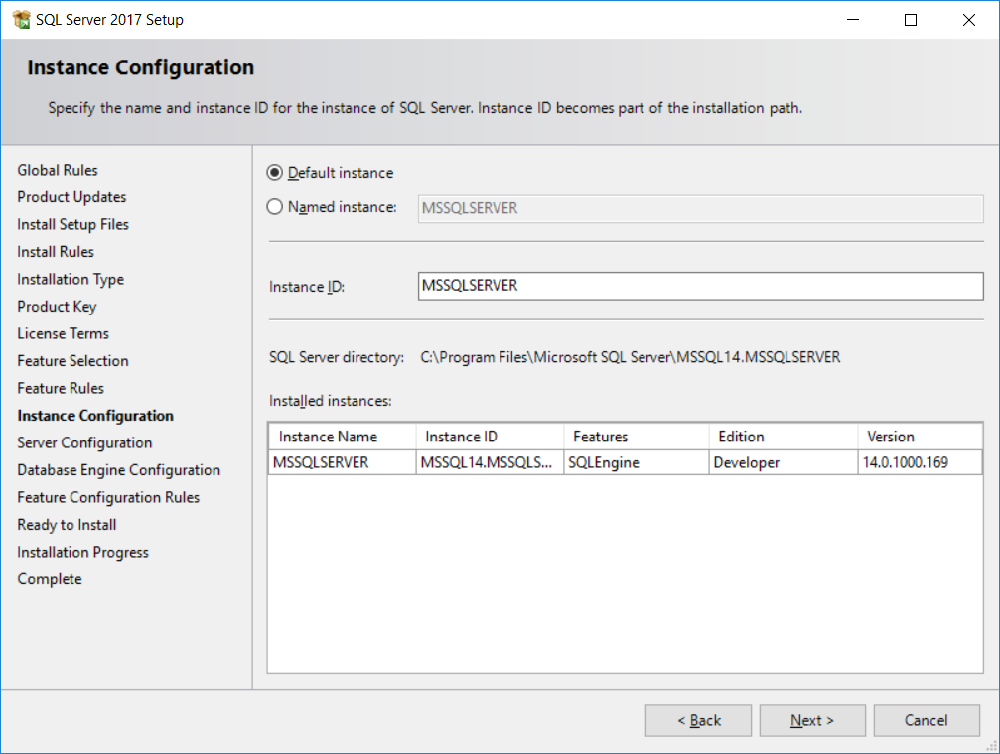 SQL Server 2017 Setup
Instance Configuration
Specify the name and instance ID for the instance of SQL Server. Instance ID becomes part of the installation path.
Global Rules
Product Updates
Install Setup Files
Install Rules
Installation Type
Product Key
License Terms
Feature Selection
Feature Rules
Instance Configuration
Server Configuration
Database Engine Configuration
Feature Configuration Rules
Ready to Install
Installation Progress
Complete
Default instance
Named instance: MSSQLSERVER
Instance ID: MSSQLSERVER
SQL Server directory: C:\Program Files\Microsoft SQL Server\MSSQL14.MSSQLSERVER
Installed instances:
Instance Name Instance ID Features Edition Version
MSSQLSERVER MSSQL14.MSSQLS... SQLEngine Developer 14.0.1000.169
< Back Next > Cancel